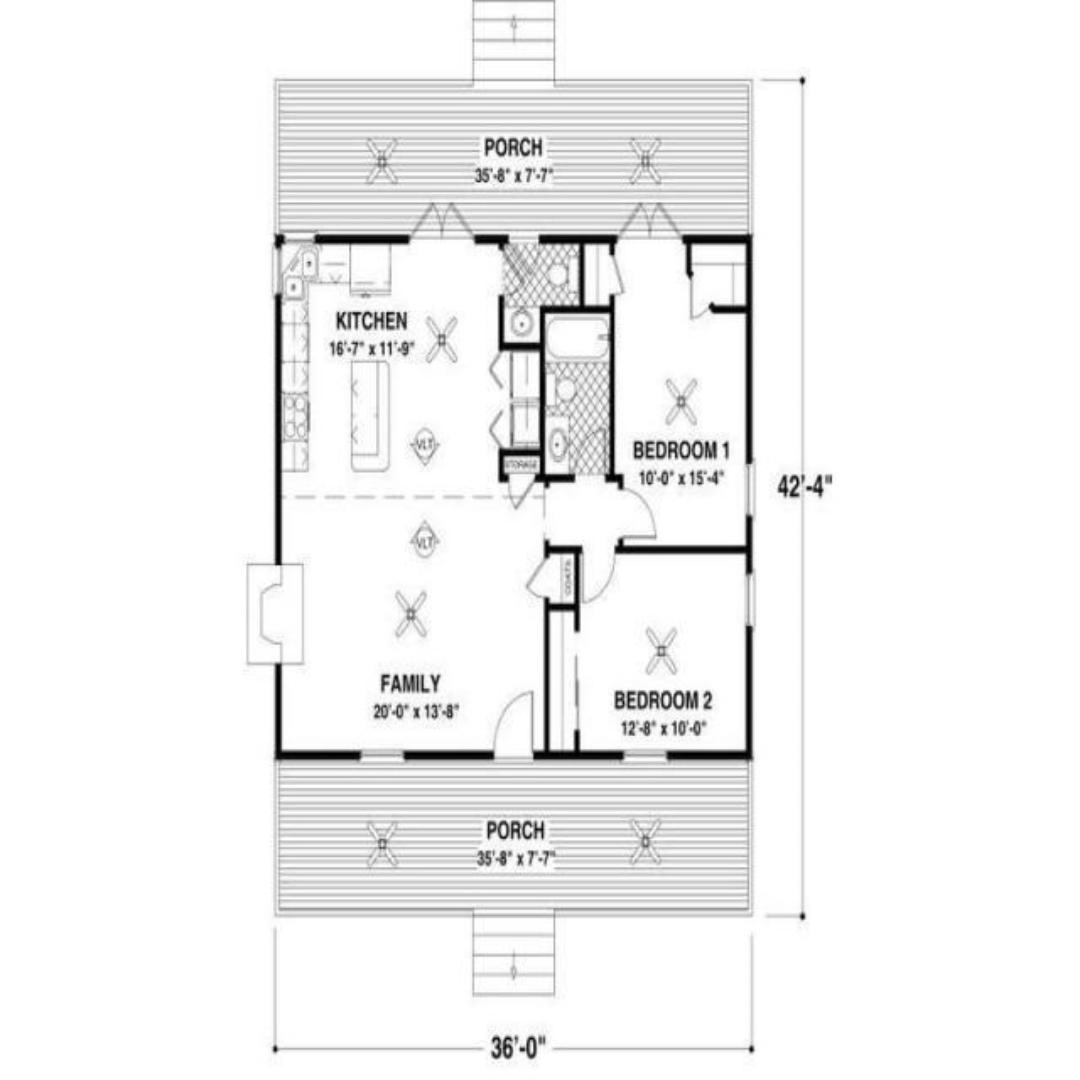 PORCH
35'-8" x 7'-7"
KITCHEN
16'-7" x 11'-9"
VLT
STORAGE
BEDROOM 1
10'-0" x 15'-4"
42'-4"
VLT
COATS
FAMILY
20'-0" x 13'-8"
BEDROOM 2
12'-8" x 10'-0"
PORCH
35'-8" x 7'-7"
36'-0"